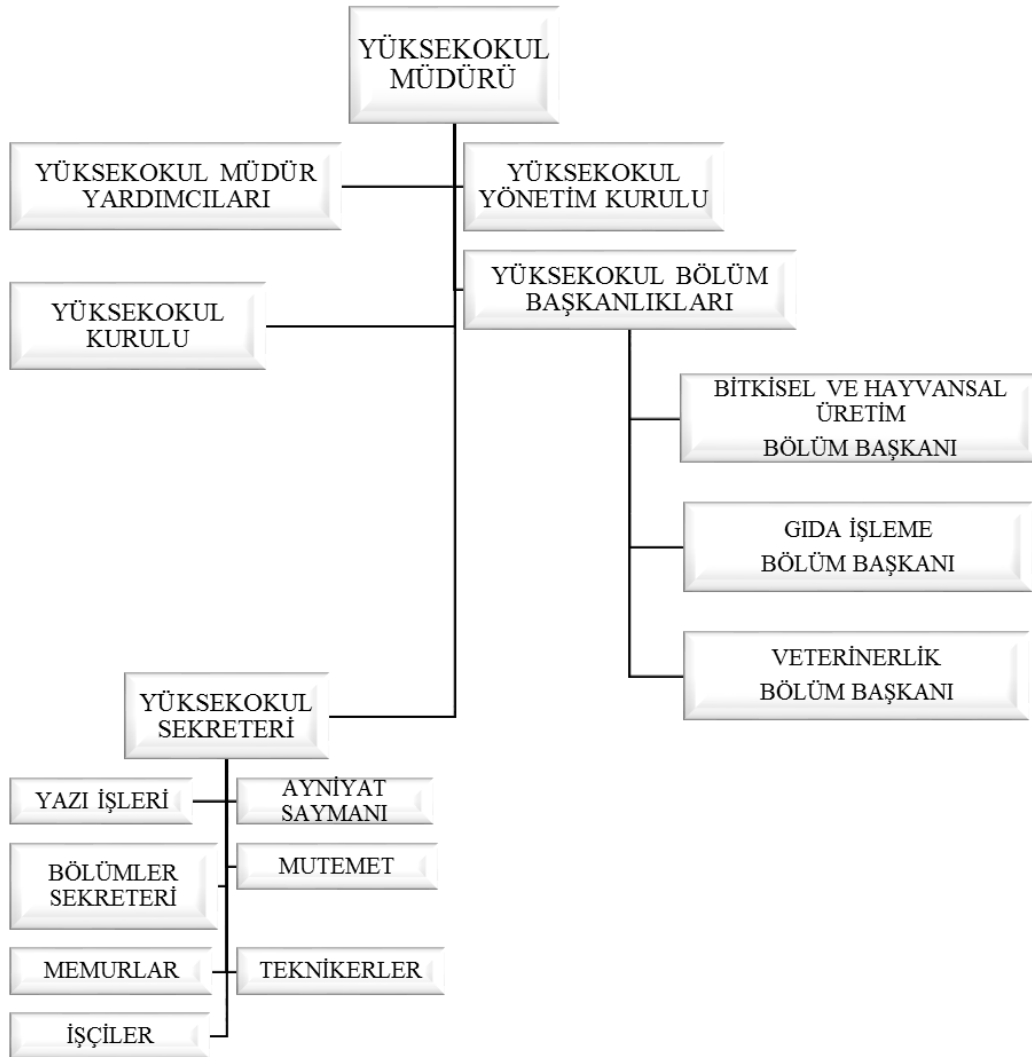 YÜKSEKOKUL
MÜDÜRÜ
YÜKSEKOKUL MÜDÜR
YARDIMCILARI
YÜKSEKOKUL
YÖNETİM KURULU
YÜKSEKOKUL BÖLÜM
BAŞKANLIKLARI
YÜKSEKOKUL
KURULU
BİTKİSEL VE HAYVANSAL
ÜRETİM
BÖLÜM BAŞKANI
GIDA İŞLEME
BÖLÜM BAŞKANI
VETERİNERLİK
BÖLÜM BAŞKANI
YÜKSEKOKUL
SEKRETERİ
YAZI İŞLERİ
AYNİYAT
SAYMANI
BÖLÜMLER
SEKRETERİ
MUTEMET
MEMURLAR
TEKNİKERLER
İŞÇİLER